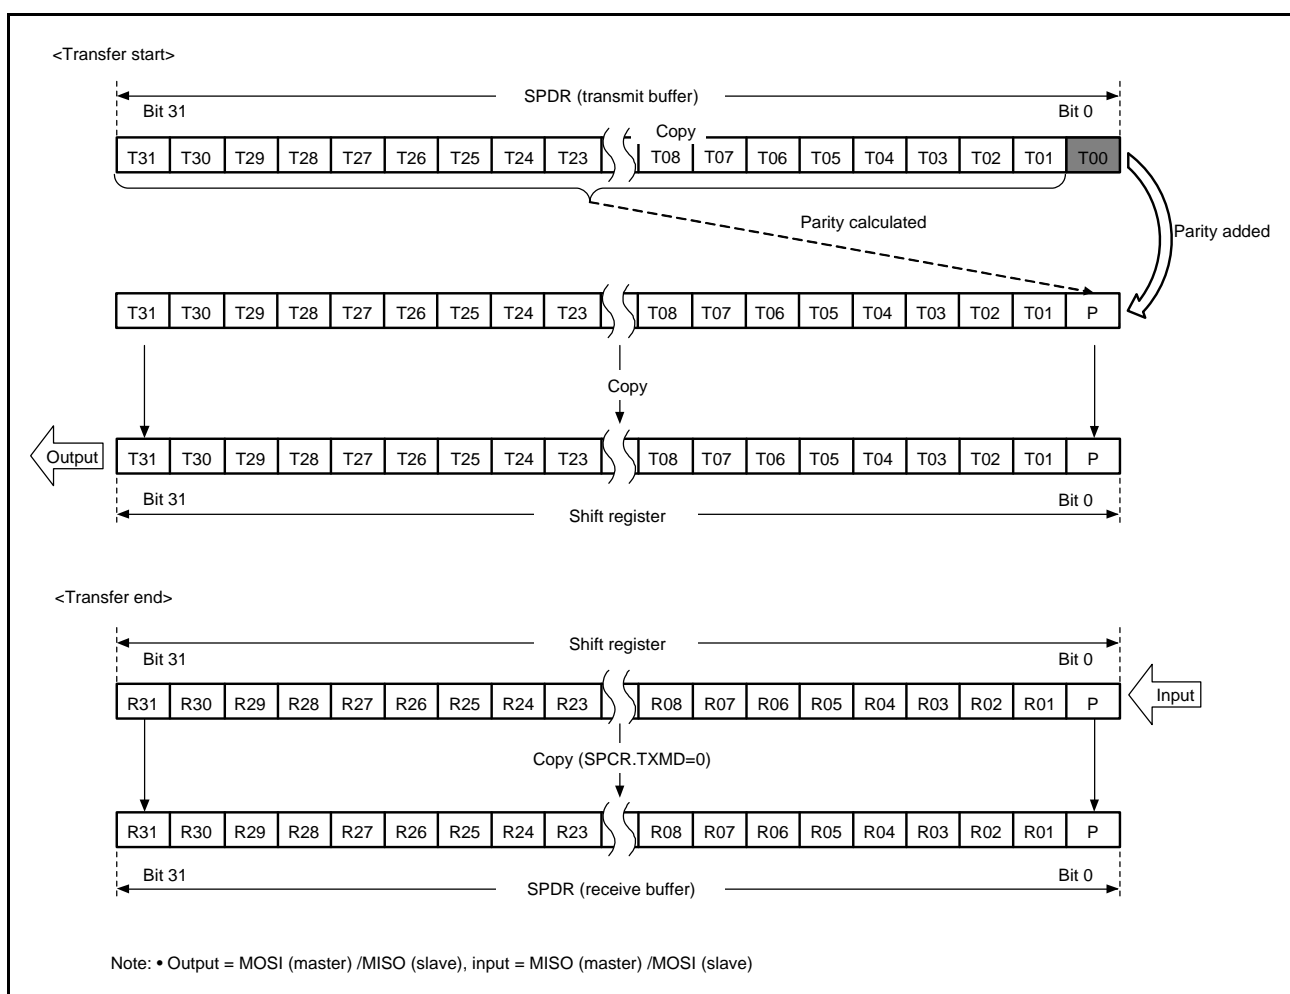 <Transfer start>
SPDR (transmit buffer)
Bit 31 Bit 0
Copy
T31 T30 T29 T28 T27 T26 T25 T24 T23 T08 T07 T06 T05 T04 T03 T02 T01 T00
Parity calculated
Parity added
T31 T30 T29 T28 T27 T26 T25 T24 T23 T08 T07 T06 T05 T04 T03 T02 T01 P
Copy
Output
T31 T30 T29 T28 T27 T26 T25 T24 T23 T08 T07 T06 T05 T04 T03 T02 T01 P
Bit 31 Bit 0
Shift register
<Transfer end>
Shift register
Bit 31 Bit 0
R31 R30 R29 R28 R27 R26 R25 R24 R23 R08 R07 R06 R05 R04 R03 R02 R01 P
Input
Copy (SPCR.TXMD=0)
R31 R30 R29 R28 R27 R26 R25 R24 R23 R08 R07 R06 R05 R04 R03 R02 R01 P
Bit 31 Bit 0
SPDR (receive buffer)
Note: • Output = MOSI (master) /MISO (slave), input = MISO (master) /MOSI (slave)